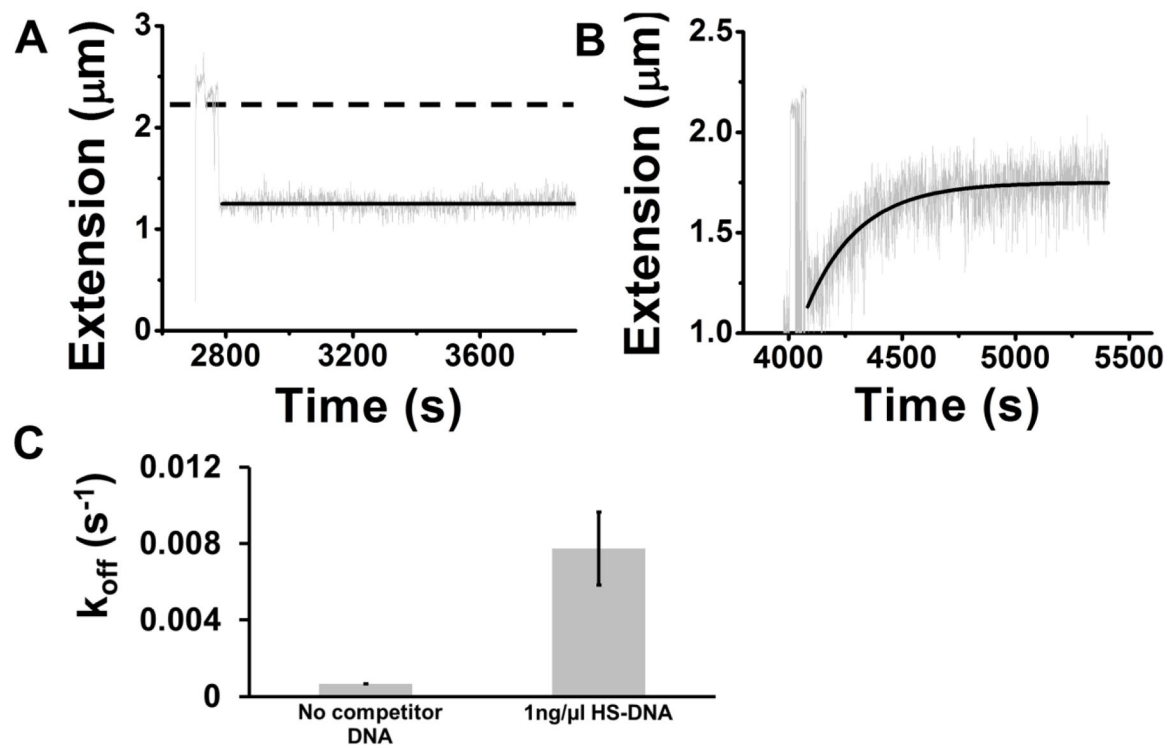 A
Extension (μm)
3
2
1
0
2800 3200 3600
Time (s)
B
Extension (μm)
2.5
2.0
1.5
1.0
4000 4500 5000 5500
Time (s)
C
koff (s-1)
0.012
0.008
0.004
0
No competitor
DNA
1ng/μl HS-DNA